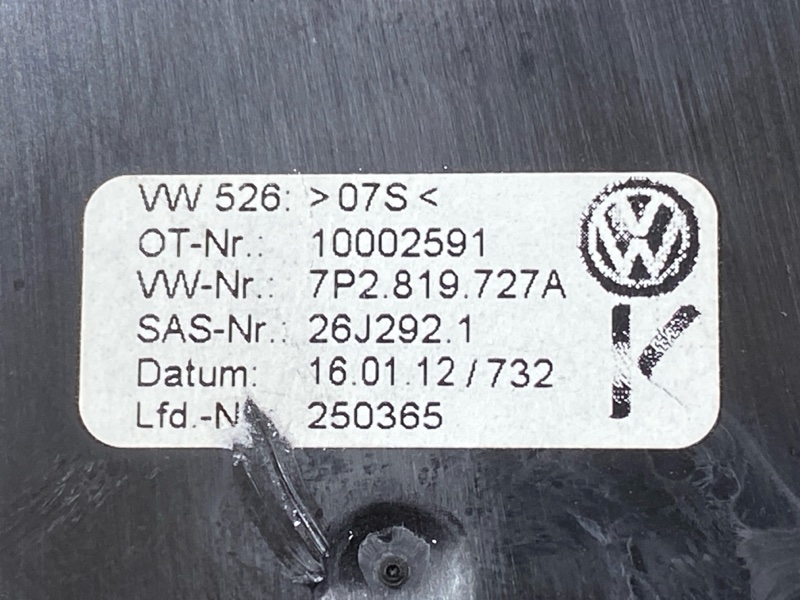 VW 526: >07S<
OT-Nr.: 10002591
VW-Nr.: 7P2.819.727A
SAS-Nr.: 26J292.1
Datum: 16.01.12/732
Lfd.-N 250365
K